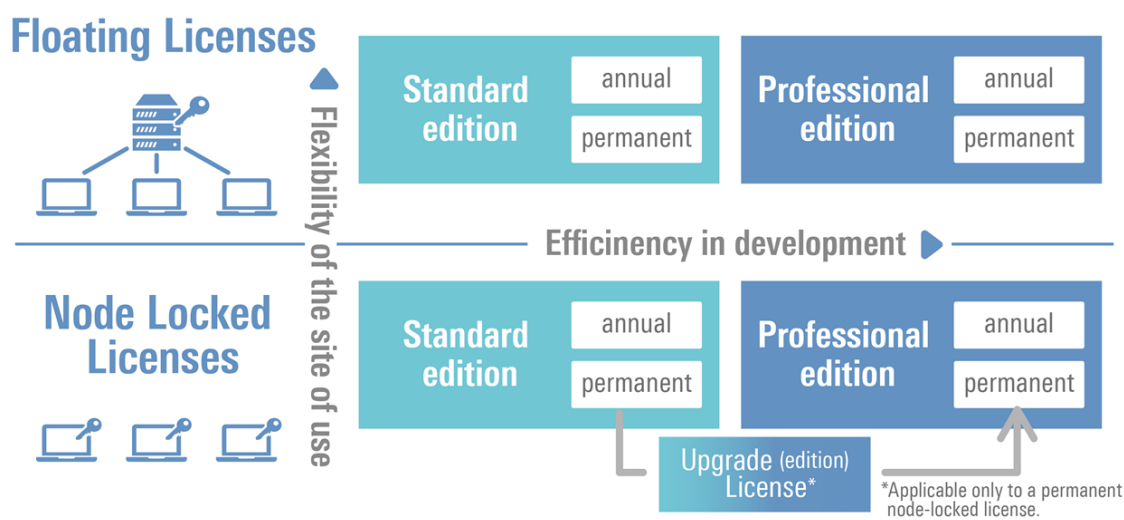 Floating Licenses
Flexibility of the site of use
Standard
edition
annual
permanent
Professional
edition
annual
permanent
Efficinency in development
Node Locked
Licenses
Standard
edition
annual
permanent
Professional
edition
annual
permanent
Upgrade (edition)
License*
*Applicable only to a permanent
node-locked license.